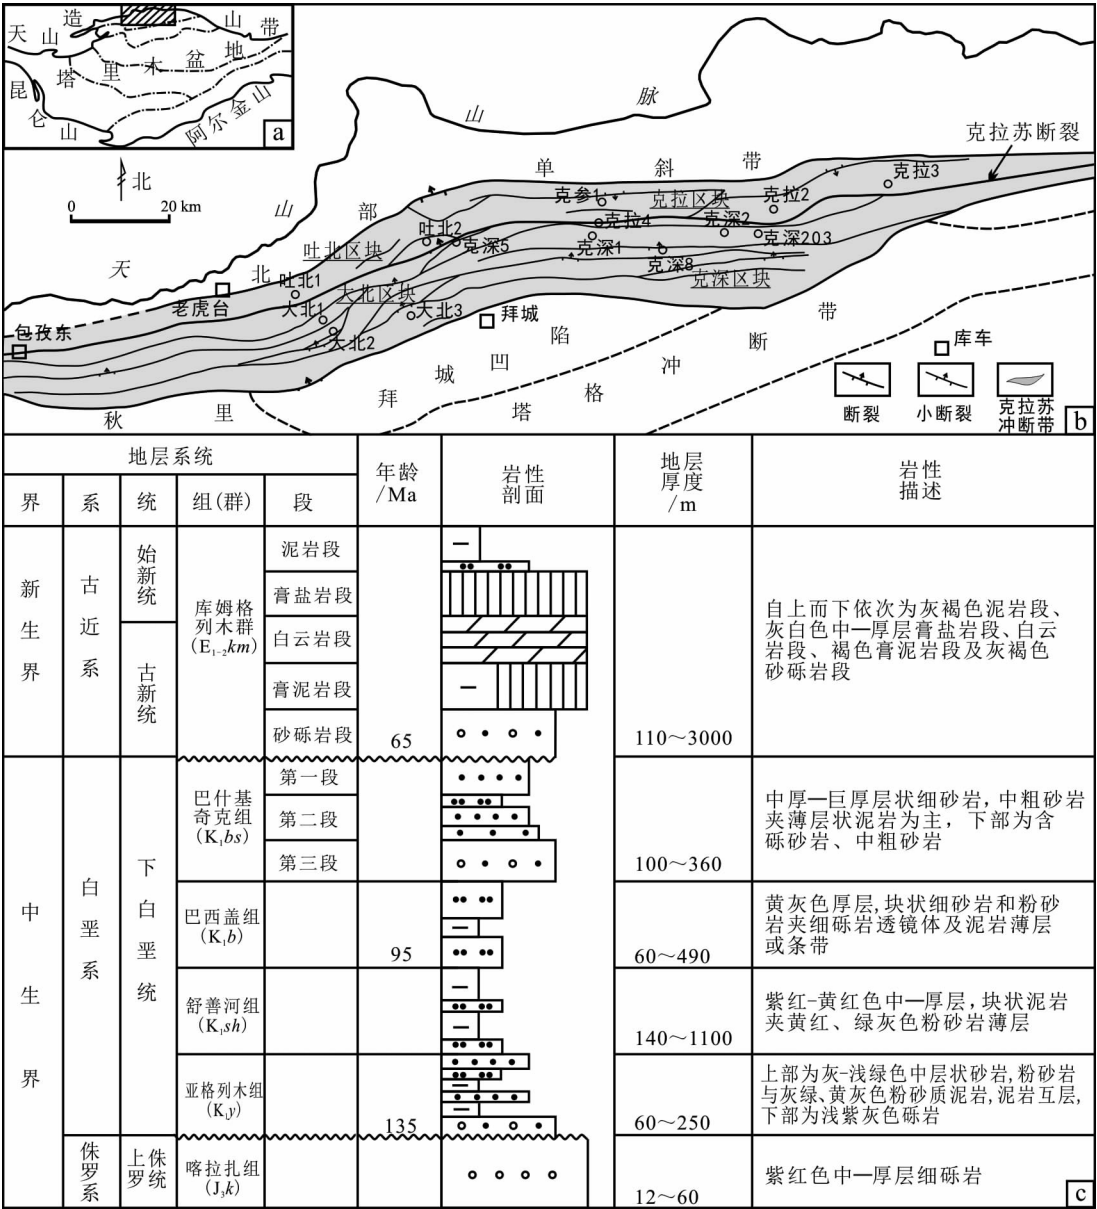 天山造山带
塔里木盆地
昆仑山
阿尔金山
a
北
0 20 km
天山山脉
北部单斜带
克拉苏断裂
克参1
克拉区块
克拉2
克拉3
克拉4
克深2
克深203
吐北2
克深5
克深1
克深8
克深区块
吐北区块
吐北1
大北区块
老虎台
大北1
大北3
大北2
包孜东
拜城
库车
拜城凹陷
秋里塔格冲断带
断裂
小断裂
克拉苏
冲断带
b
地层系统
界
系
统
组(群)
段
年龄
/Ma
岩性
剖面
地层
厚度
/m
岩性
描述
新生界
古近系
始新统
古新统
库姆格
列木群
(E₁₋₂km)
泥岩段
膏盐岩段
白云岩段
膏泥岩段
砂砾岩段
65
110～3000
自上而下依次为灰褐色泥岩段、
灰白色中—厚层膏盐岩段、白云
岩段、褐色膏泥岩段及灰褐色
砂砾岩段
中生界
白垩系
下白垩统
巴什基
奇克组
(K₁bs)
第一段
第二段
第三段
100～360
中厚—巨厚层状细砂岩,中粗砂岩
夹薄层状泥岩为主，下部为含
砾砂岩、中粗砂岩
巴西盖组
(K₁b)
95
60～490
黄灰色厚层,块状细砂岩和粉砂
岩夹细砾岩透镜体及泥岩薄层
或条带
舒善河组
(K₁sh)
140～1100
紫红-黄红色中—厚层,块状泥岩
夹黄红、绿灰色粉砂岩薄层
亚格列木组
(K₁y)
135
60～250
上部为灰-浅绿色中层状砂岩,粉砂岩
与灰绿、黄灰色粉砂质泥岩,泥岩互层,
下部为浅紫灰色砾岩
侏罗系
上侏罗统
喀拉扎组
(J₃k)
12～60
紫红色中—厚层细砾岩
c